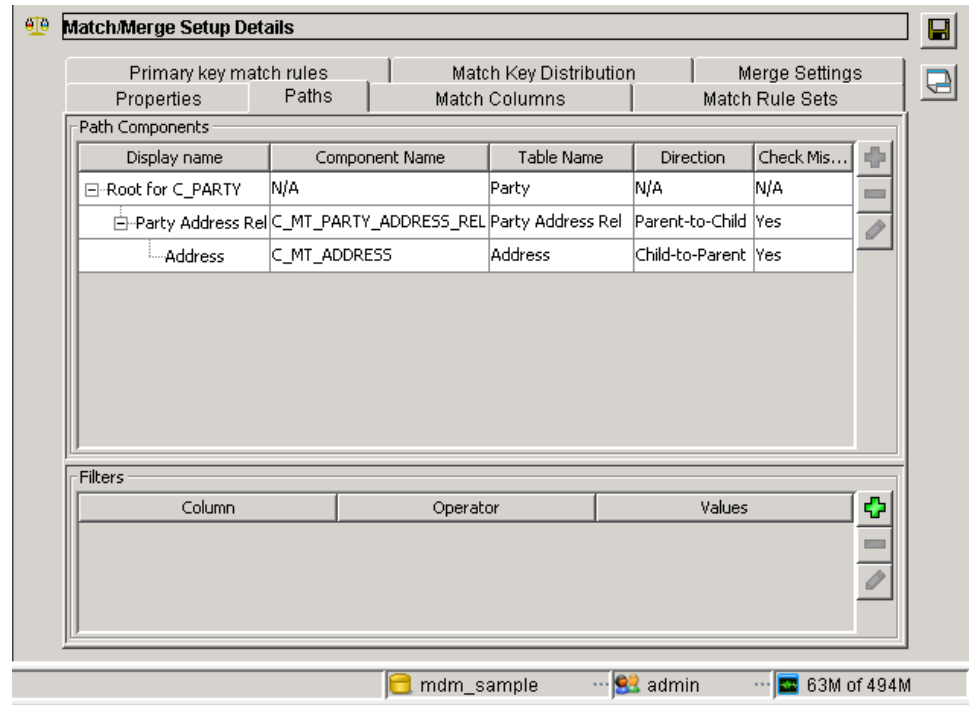 Match/Merge Setup Details
Primary key match rules Match Key Distribution Merge Settings
Properties Paths Match Columns Match Rule Sets
Path Components
Display name Component Name Table Name Direction Check Mis...
Root for C_PARTY N/A Party N/A N/A
Party Address Rel C_MT_PARTY_ADDRESS_REL Party Address Rel Parent-to-Child Yes
Address C_MT_ADDRESS Address Child-to-Parent Yes
Filters
Column Operator Values
mdm_sample ... admin ... 63M of 494M